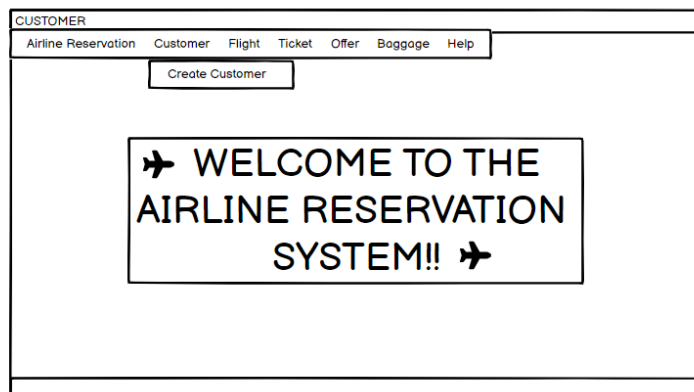 CUSTOMER
Airline Reservation Customer Flight Ticket Offer Baggage Help
Create Customer
WELCOME TO THE
AIRLINE RESERVATION
SYSTEM!!